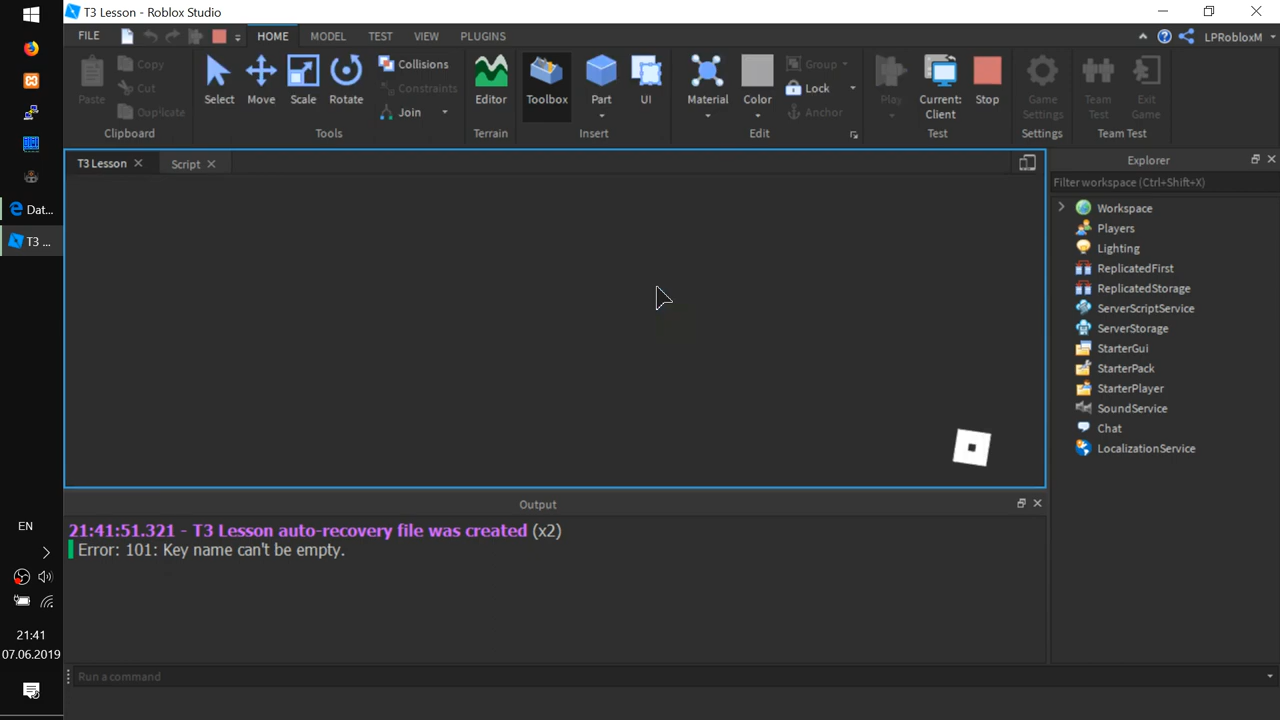 T3 Lesson - Roblox Studio
FILE
HOME
MODEL
TEST
VIEW
PLUGINS
LPRobloxM
Paste
Copy
Cut
Duplicate
Clipboard
Select
Move
Scale
Rotate
Collisions
Constraints
Join
Tools
Editor
Terrain
Toolbox
Part
UI
Insert
Material
Color
Group
Lock
Anchor
Edit
Play
Current:
Client
Stop
Test
Game
Settings
Settings
Team
Test
Exit
Game
Team Test
Dat...
T3 ...
T3 Lesson
Script
Explorer
Filter workspace (Ctrl+Shift+X)
Workspace
Players
Lighting
ReplicatedFirst
ReplicatedStorage
ServerScriptService
ServerStorage
StarterGui
StarterPack
StarterPlayer
SoundService
Chat
LocalizationService
Output
21:41:51.321 - T3 Lesson auto-recovery file was created (x2)
Error: 101: Key name can't be empty.
Run a command
EN
21:41
07.06.2019